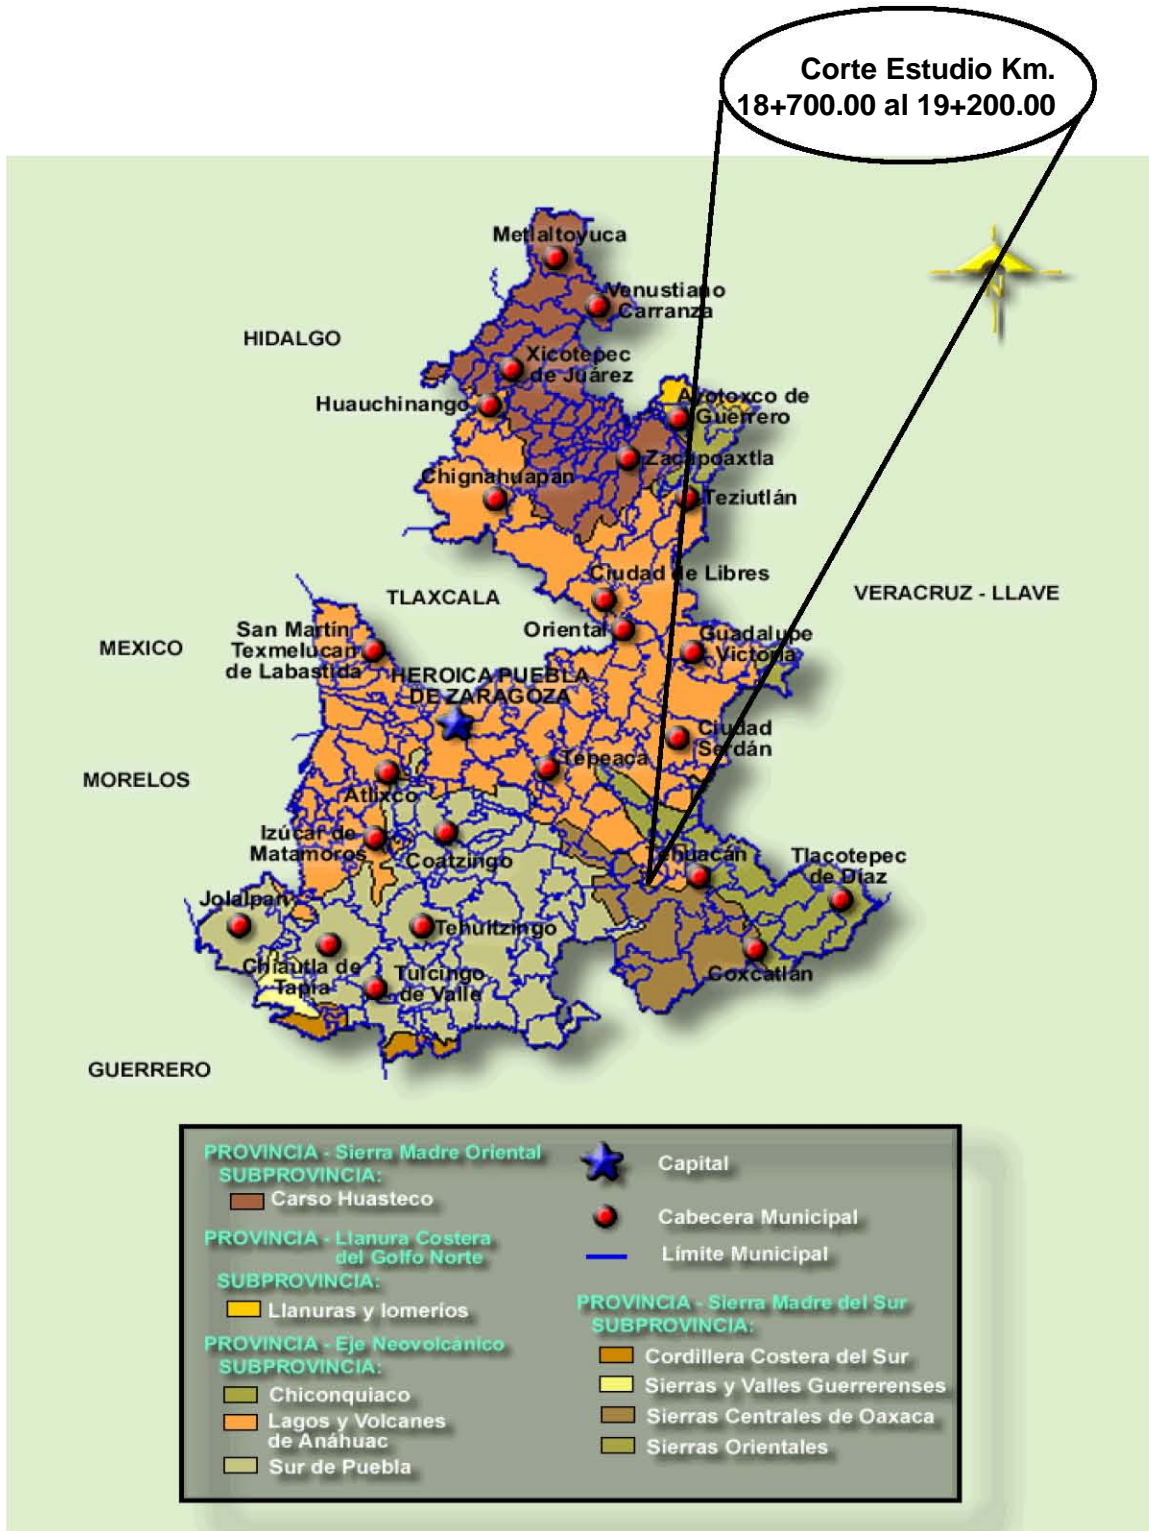 Corte Estudio Km.
18+700.00 al 19+200.00
Metlaltoyuca
Venustiano
Carranza
HIDALGO
Xicotepec
de Juárez
Huauchinango
Ayotoxco de
Guerrero
Zacapoaxtla
Chignahuapan
Teziutlán
N
Ciudad de Libres
TLAXCALA
VERACRUZ - LLAVE
Oriental
San Martín
Texmelucan
de Labastida
MEXICO
Guadalupe
Victoria
HEROICA PUEBLA
DE ZARAGOZA
Ciudad
Serdán
Tepeaca
MORELOS
Atlixco
Izúcar de
Matamoros
Coatzingo
Tehuacán
Tlacotepec
de Díaz
Jolalpan
Tehuitzingo
Chiautla de
Tapia
Tulcingo
de Valle
Coxcatlán
GUERRERO
PROVINCIA - Sierra Madre Oriental
SUBPROVINCIA:
Carso Huasteco
PROVINCIA - Llanura Costera
del Golfo Norte
SUBPROVINCIA:
Llanuras y lomeríos
PROVINCIA - Eje Neovolcánico
SUBPROVINCIA:
Chiconquiaco
Lagos y Volcanes
de Anáhuac
Sur de Puebla
Capital
Cabecera Municipal
Límite Municipal
PROVINCIA - Sierra Madre del Sur
SUBPROVINCIA:
Cordillera Costera del Sur
Sierras y Valles Guerrerenses
Sierras Centrales de Oaxaca
Sierras Orientales